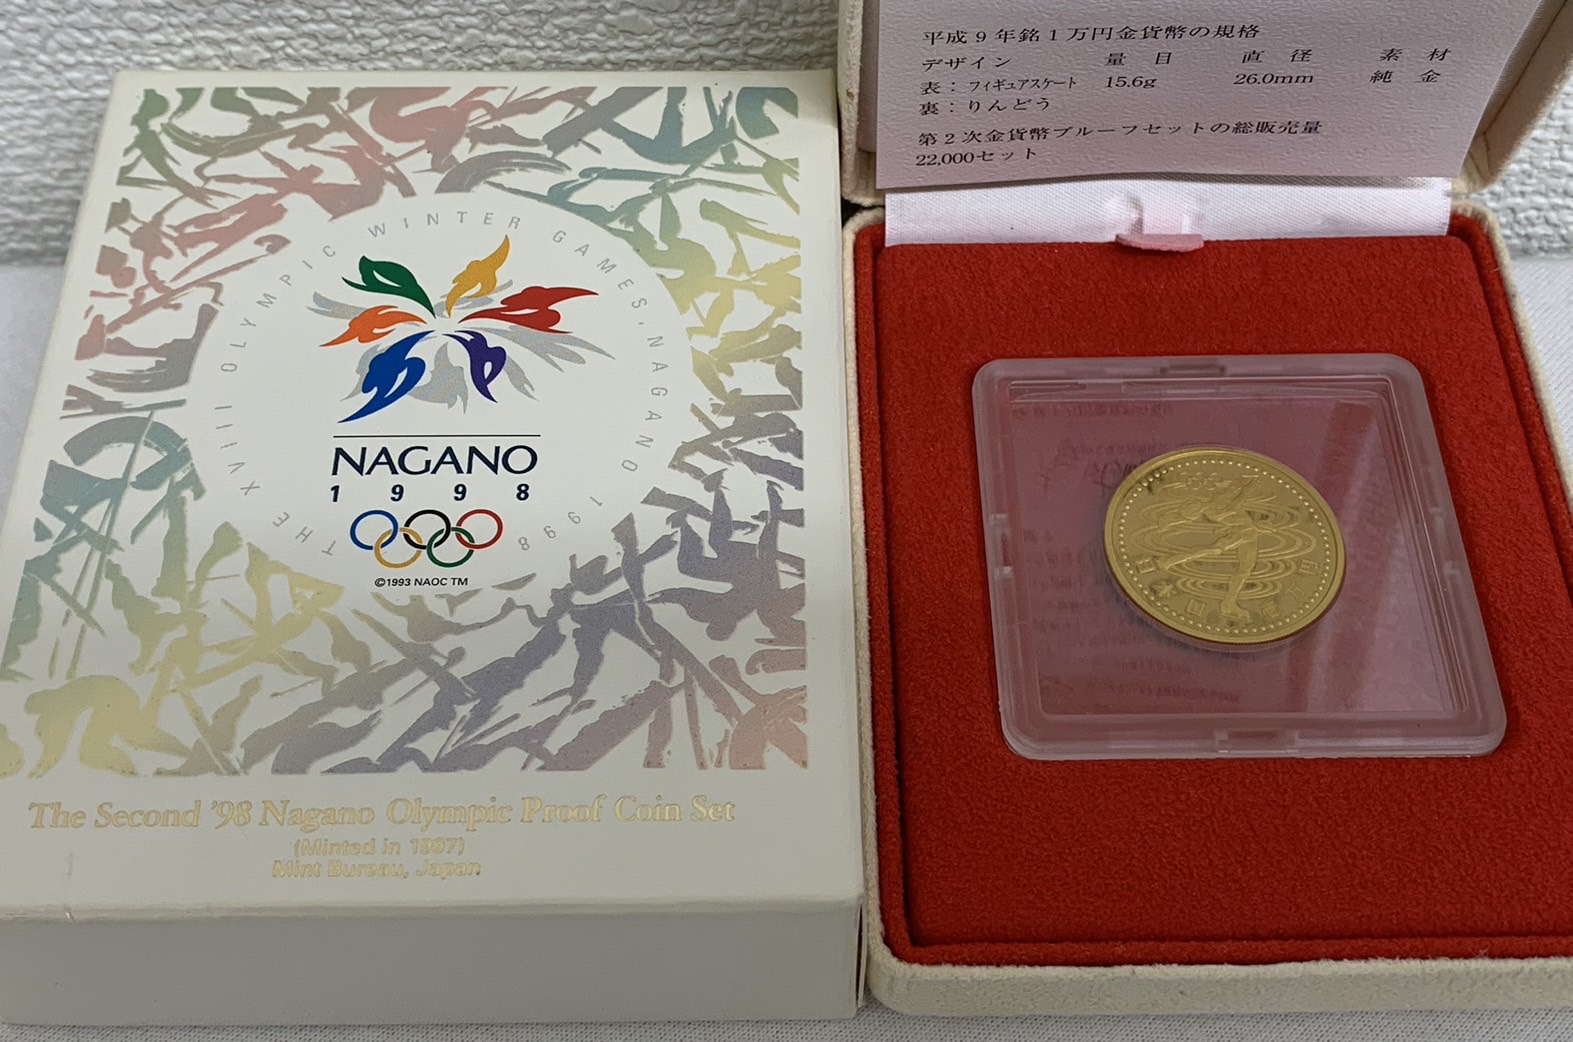 THE XVIII OLYMPIC WINTER GAMES, NAGANO 1998
NAGANO
1998
©1993 NAOC TM
The Second '98 Nagano Olympic Proof Coin Set
(Minted in 1997)
Mint Bureau, Japan
平成9年銘1万円金貨幣の規格
デザイン 量目 直径 素材
表：フィギュアスケート 15.6g 26.0mm 純金
裏：りんどう
第2次金貨幣プルーフセットの総販売量
22,000セット